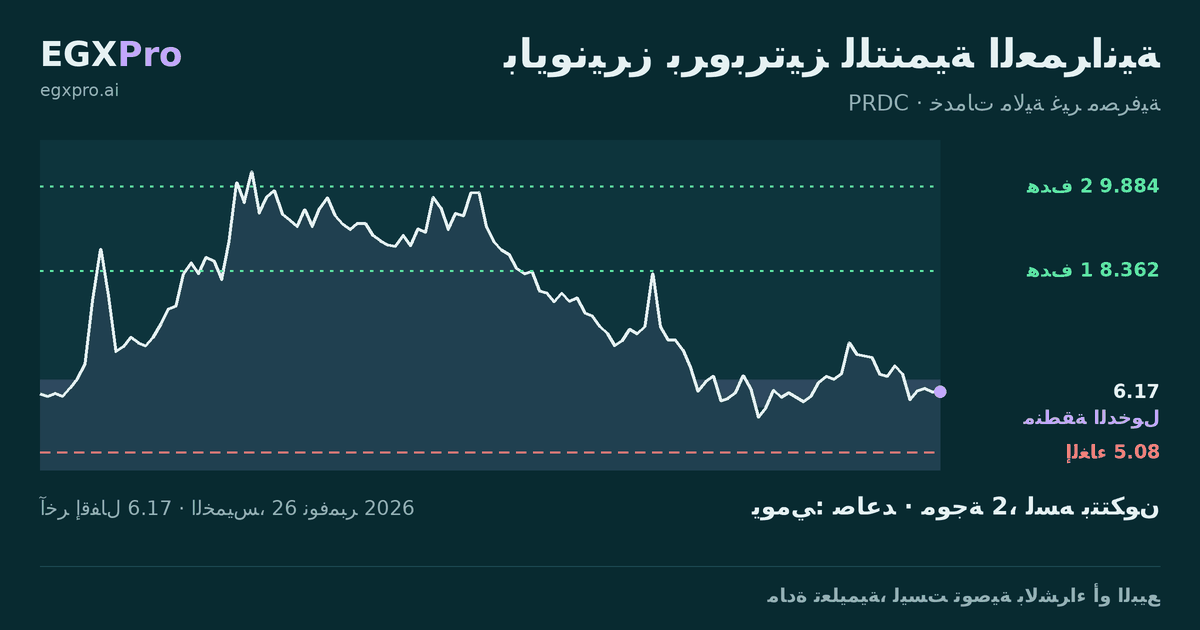 EGXPro
egxpro.ai
بايونيرز بروبرتيز للتنمية العمرانية
PRDC · خدمات مالية غير مصرفية
هدف 2 9.884
هدف 1 8.362
6.17
منطقة الدخول
إلغاء 5.08
يومي: صاعد · موجة 2، لسه بتتكون
آخر إقفال 6.17 · الخميس، 26 نوفمبر 2026
مادة تعليمية، ليست توصية بالشراء أو البيع